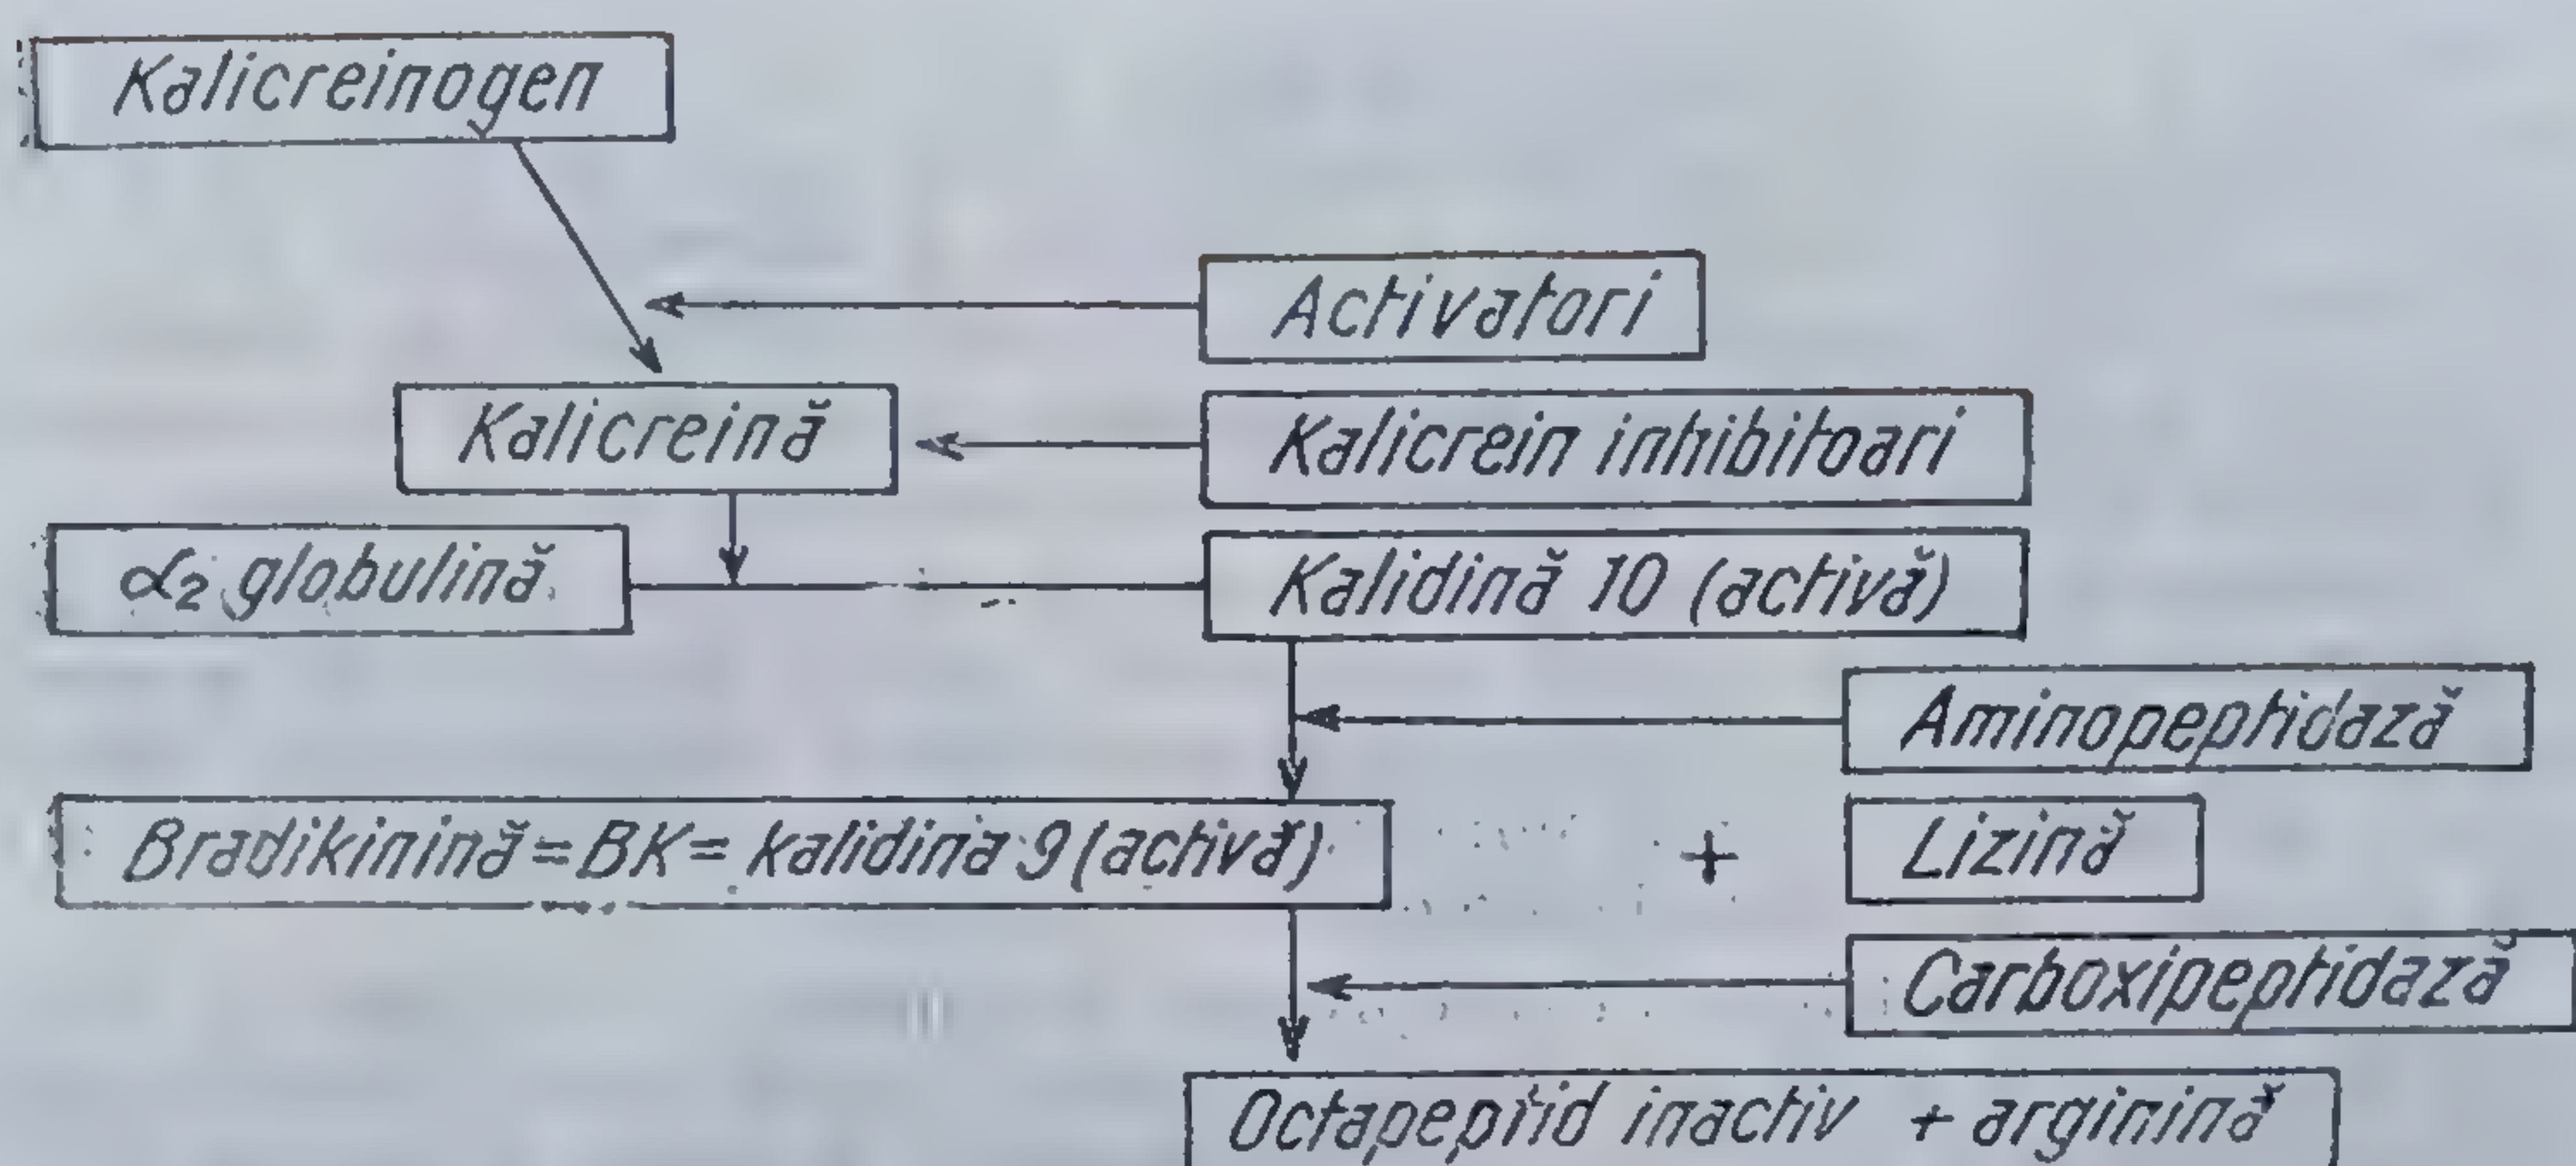 Kalicreinogen
Activatori
Kalicreină
Kalicrein inhibitoari
α2 globulină
Kalidină 10 (activă)
Aminopeptidază
Bradikinină = BK = kalidina 9 (activă)
+
Lizină
Carboxipeptidază
Octapeptid inactiv + arginină